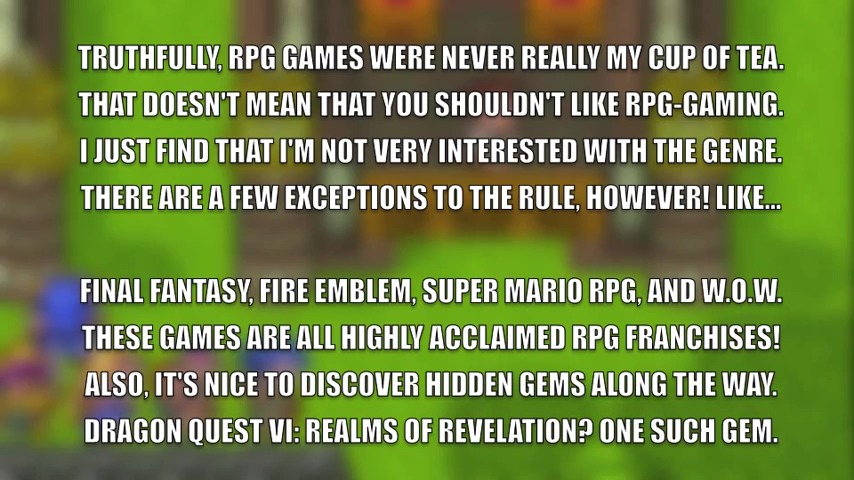 TRUTHFULLY, RPG GAMES WERE NEVER REALLY MY CUP OF TEA.
THAT DOESN'T MEAN THAT YOU SHOULDN'T LIKE RPG-GAMING.
I JUST FIND THAT I'M NOT VERY INTERESTED WITH THE GENRE.
THERE ARE A FEW EXCEPTIONS TO THE RULE, HOWEVER! LIKE...
FINAL FANTASY, FIRE EMBLEM, SUPER MARIO RPG, AND W.O.W.
THESE GAMES ARE ALL HIGHLY ACCLAIMED RPG FRANCHISES!
ALSO, IT'S NICE TO DISCOVER HIDDEN GEMS ALONG THE WAY.
DRAGON QUEST VI: REALMS OF REVELATION? ONE SUCH GEM.